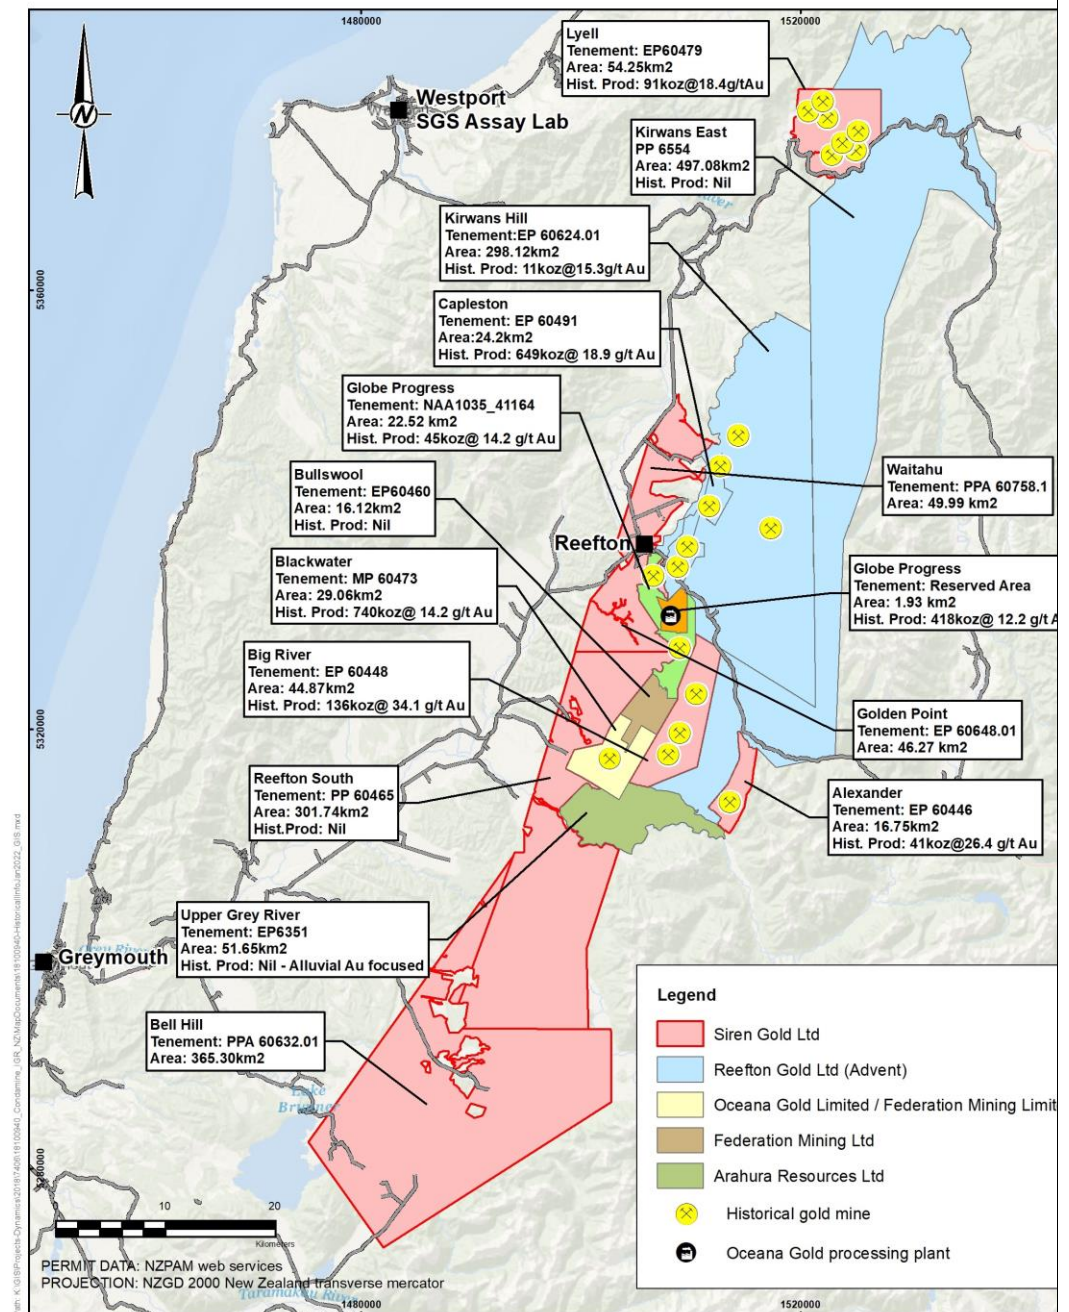 1480000
1520000
Lyell
Tenement: EP60479
Area: 54.25km2
Hist. Prod: 91koz@18.4g/tAu
Westport
SGS Assay Lab
N
Kirwans East
PP 6554
Area: 497.08km2
Hist. Prod: Nil
Kirwans Hill
Tenement:EP 60624.01
Area: 298.12km2
Hist. Prod: 11koz@15.3g/t Au
5360000
Capleston
Tenement: EP 60491
Area:24.2km2
Hist. Prod: 649koz@ 18.9 g/t Au
Globe Progress
Tenement: NAA1035_41164
Area: 22.52 km2
Hist. Prod: 45koz@ 14.2 g/t Au
Bullswool
Tenement: EP60460
Area: 16.12km2
Hist. Prod: Nil
Waitahu
Tenement: PPA 60758.1
Area: 49.99 km2
Reefton
Blackwater
Tenement: MP 60473
Area: 29.06km2
Hist. Prod: 740koz@ 14.2 g/t Au
Globe Progress
Tenement: Reserved Area
Area: 1.93 km2
Hist. Prod: 418koz@ 12.2 g/t A
Big River
Tenement: EP 60448
Area: 44.87km2
Hist. Prod: 136koz@ 34.1 g/t Au
5320000
Golden Point
Tenement: EP 60648.01
Area: 46.27 km2
Reefton South
Tenement: PP 60465
Area: 301.74km2
Hist.Prod: Nil
Alexander
Tenement: EP 60446
Area: 16.75km2
Hist. Prod: 41koz@26.4 g/t Au
Upper Grey River
Tenement: EP6351
Area: 51.65km2
Hist. Prod: Nil - Alluvial Au focused
Greymouth
Bell Hill
Tenement: PPA 60632.01
Area: 365.30km2
Lake
Legend
Siren Gold Ltd
Reefton Gold Ltd (Advent)
Oceana Gold Limited / Federation Mining Limit
Federation Mining Ltd
Arahura Resources Ltd
Historical gold mine
Oceana Gold processing plant
5280000
10
20
Kilometers
PERMIT DATA: NZPAM web services
PROJECTION: NZGD 2000 New Zealand transverse mercator
Taramakau River
1480000
1520000